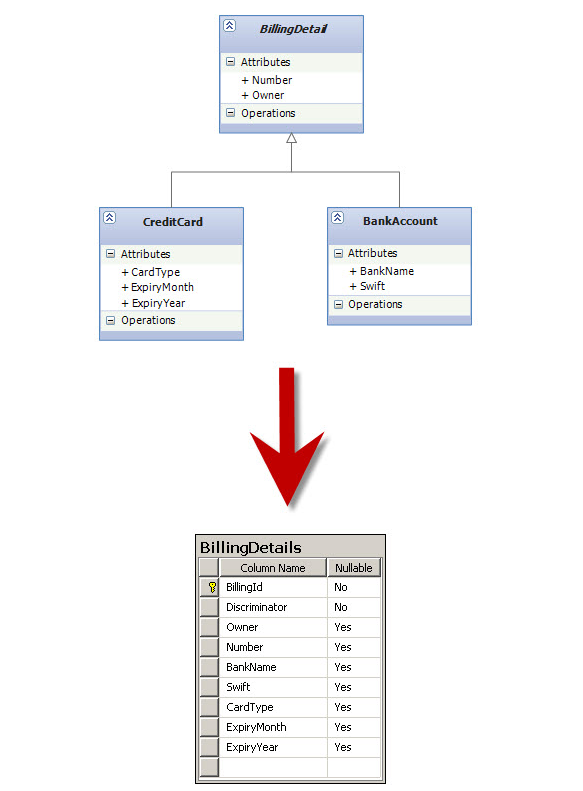 BillingDetail
Attributes
+ Number
+ Owner
Operations
CreditCard
Attributes
+ CardType
+ ExpiryMonth
+ ExpiryYear
Operations
BankAccount
Attributes
+ BankName
+ Swift
Operations
BillingDetails
Column Name Nullable
BillingId No
Discriminator No
Owner Yes
Number Yes
BankName Yes
Swift Yes
CardType Yes
ExpiryMonth Yes
ExpiryYear Yes